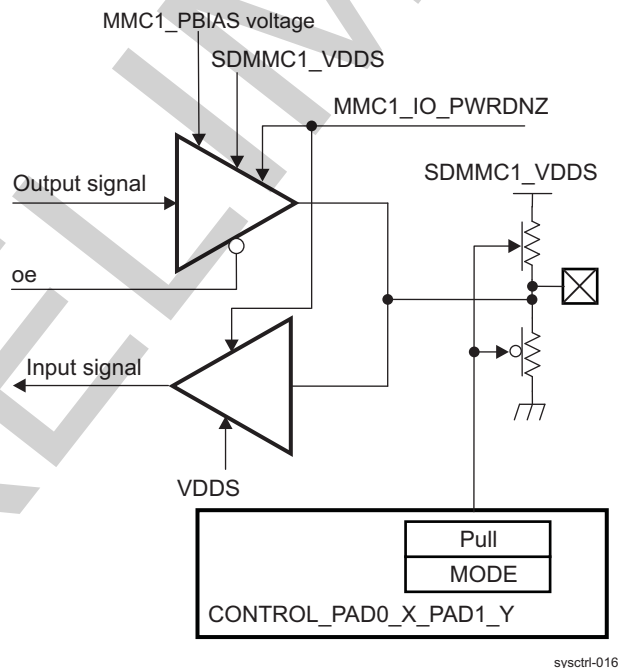 MMC1_PBIAS voltage
SDMMC1_VDDS
MMC1_IO_PWRDNZ
SDMMC1_VDDS
Output signal
oe
Input signal
VDDS
Pull
MODE
CONTROL_PAD0_X_PAD1_Y
sysctrl-016